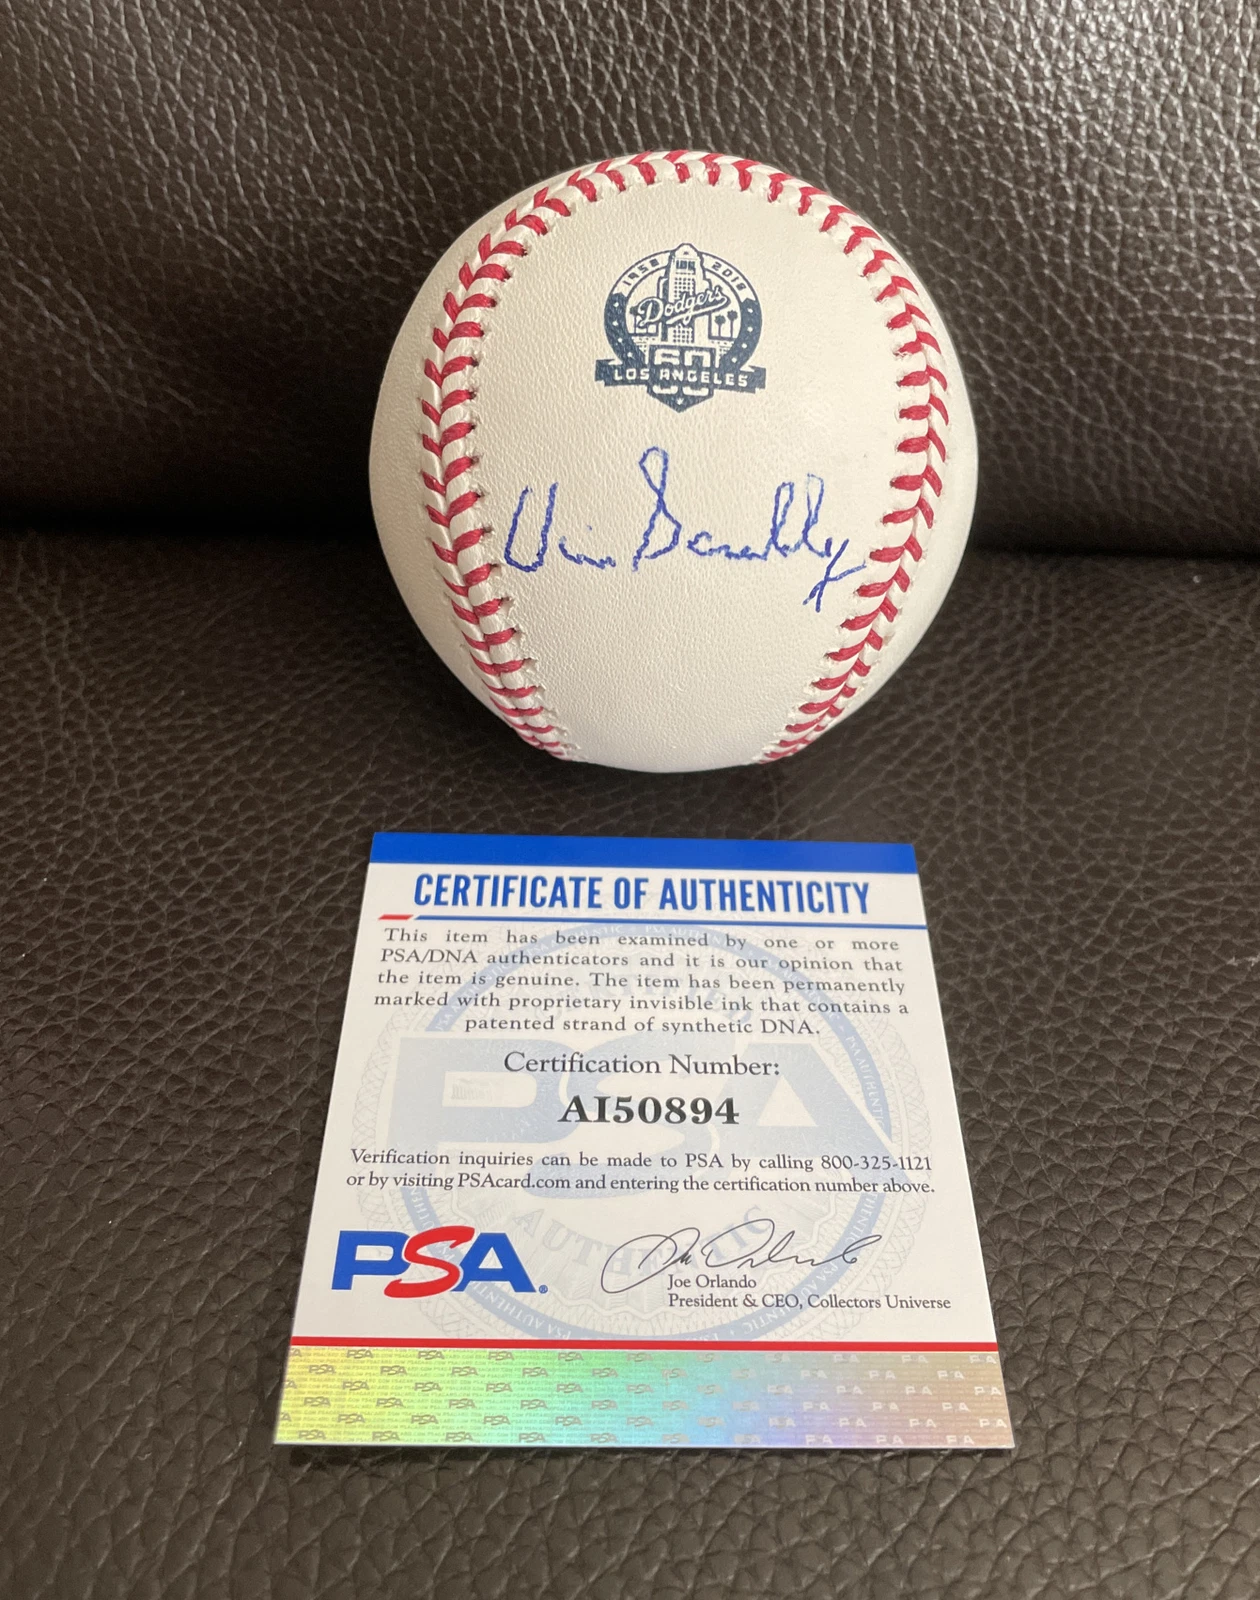 1958 2018
Dodgers
60
LOS ANGELES
Vin Scully
CERTIFICATE OF AUTHENTICITY
This item has been examined by one or more
PSA/DNA authenticators and it is our opinion that
the item is genuine. The item has been permanently
marked with proprietary invisible ink that contains a
patented strand of synthetic DNA.
Certification Number:
AI50894
Verification inquiries can be made to PSA by calling 800-325-1121
or by visiting PSAcard.com and entering the certification number above.
PSA®
Joe Orlando
Joe Orlando
President & CEO, Collectors Universe